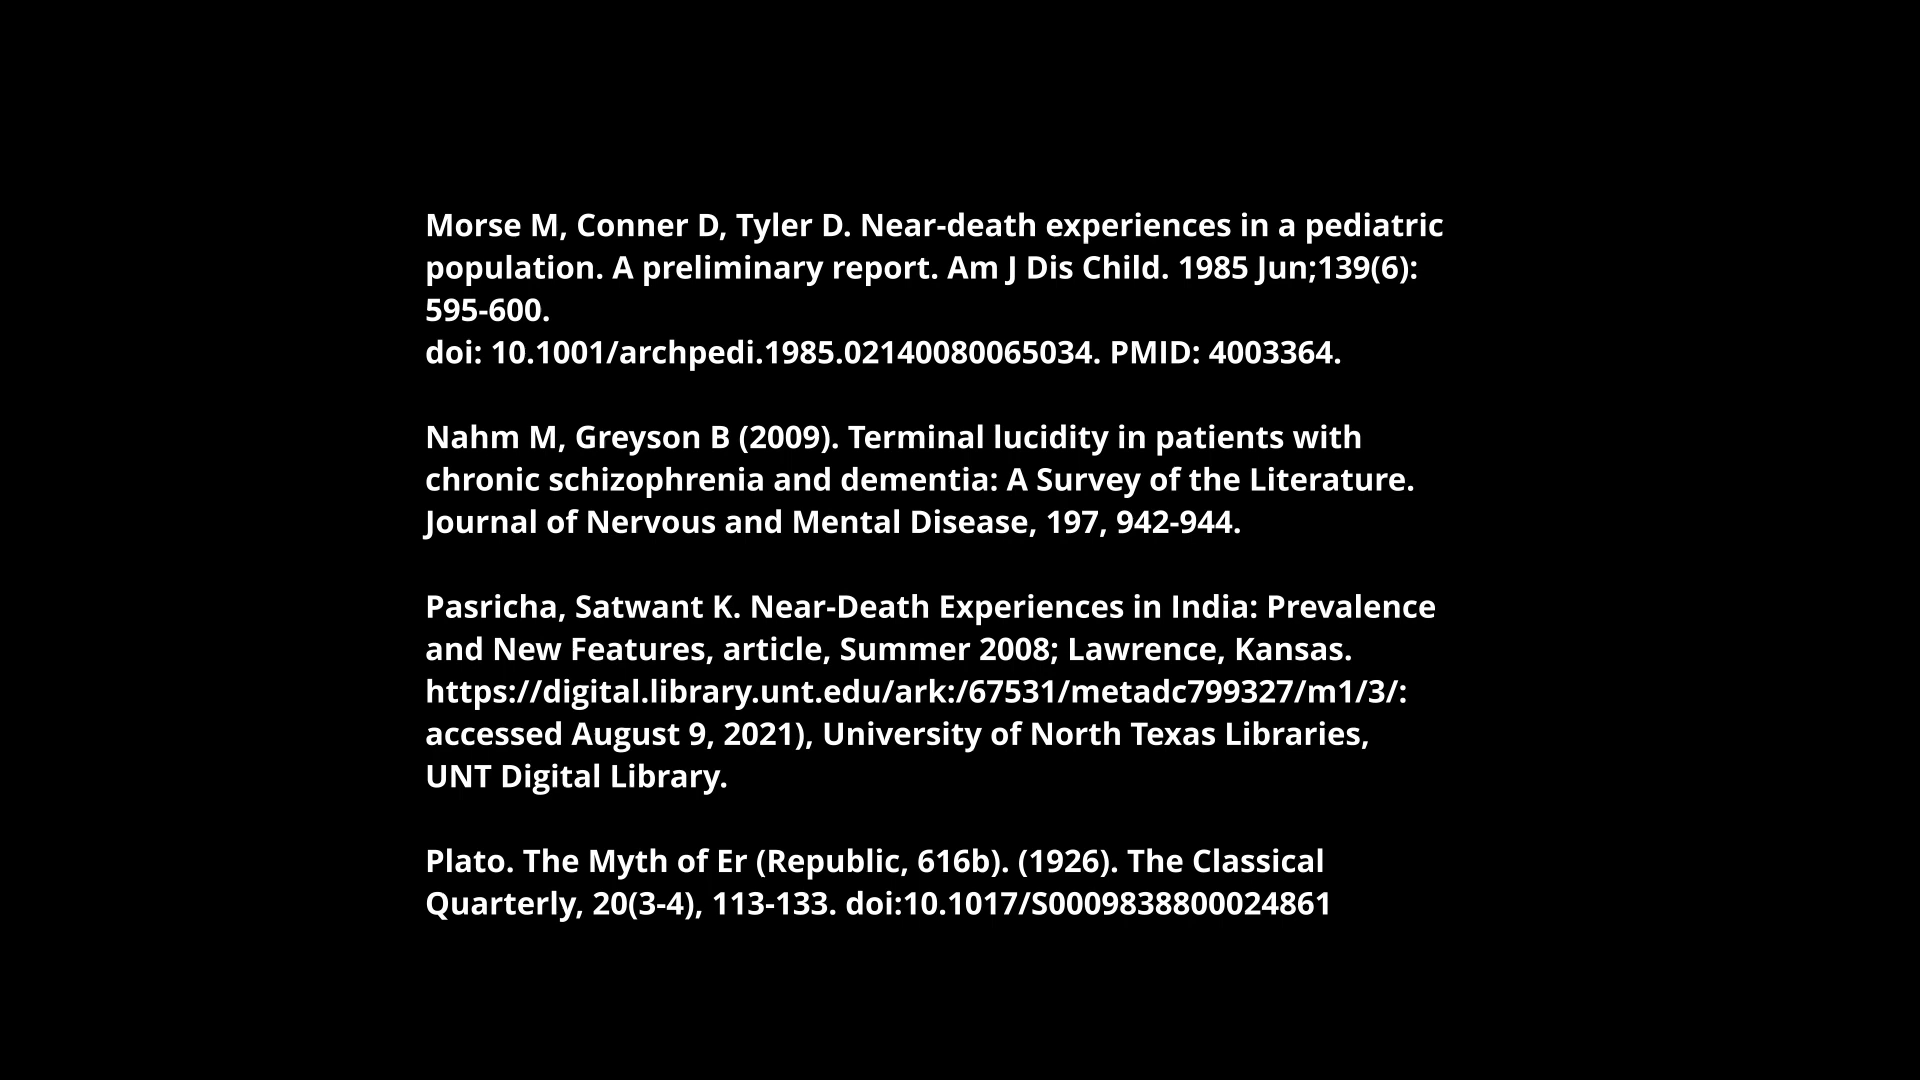 Morse M, Conner D, Tyler D. Near-death experiences in a pediatric
population. A preliminary report. Am J Dis Child. 1985 Jun;139(6):
595-600.
doi: 10.1001/archpedi.1985.02140080065034. PMID: 4003364.
Nahm M, Greyson B (2009). Terminal lucidity in patients with
chronic schizophrenia and dementia: A Survey of the Literature.
Journal of Nervous and Mental Disease, 197, 942-944.
Pasricha, Satwant K. Near-Death Experiences in India: Prevalence
and New Features, article, Summer 2008; Lawrence, Kansas.
https://digital.library.unt.edu/ark:/67531/metadc799327/m1/3/:
accessed August 9, 2021), University of North Texas Libraries,
UNT Digital Library.
Plato. The Myth of Er (Republic, 616b). (1926). The Classical
Quarterly, 20(3-4), 113-133. doi:10.1017/S0009838800024861